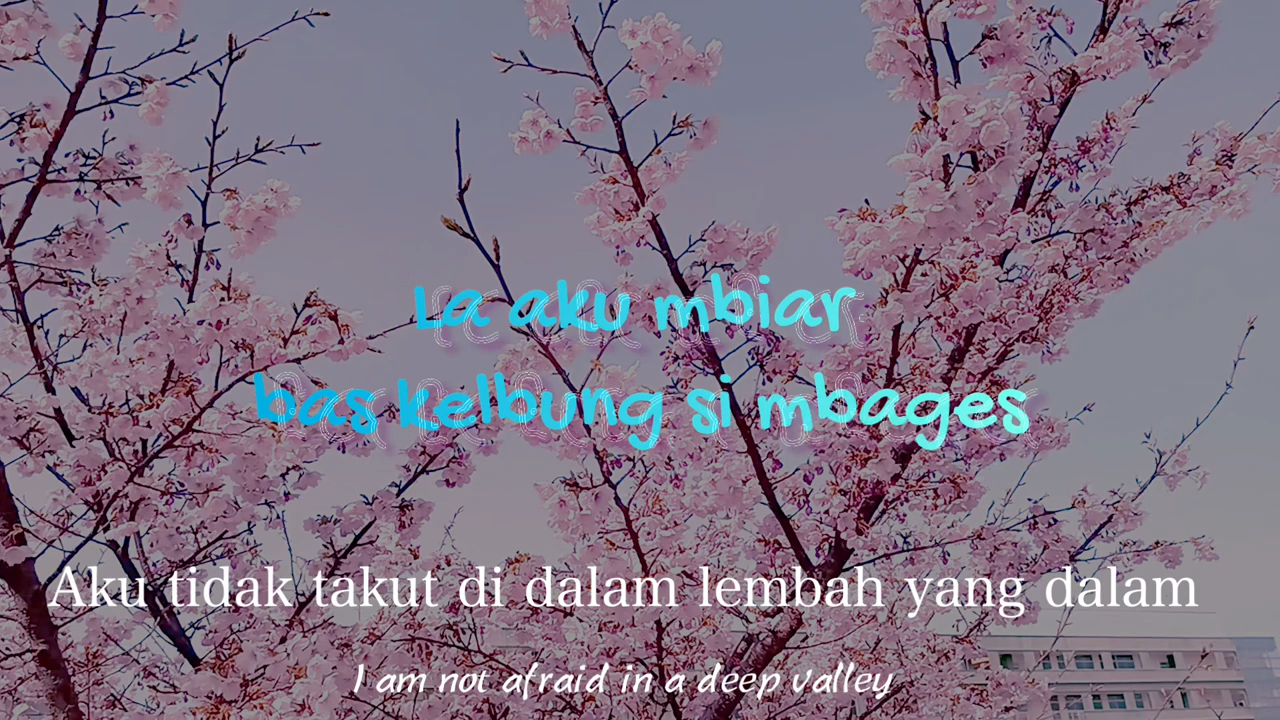 La aku mbiar
bas kelbung si mbages
Aku tidak takut di dalam lembah yang dalam
I am not afraid in a deep valley